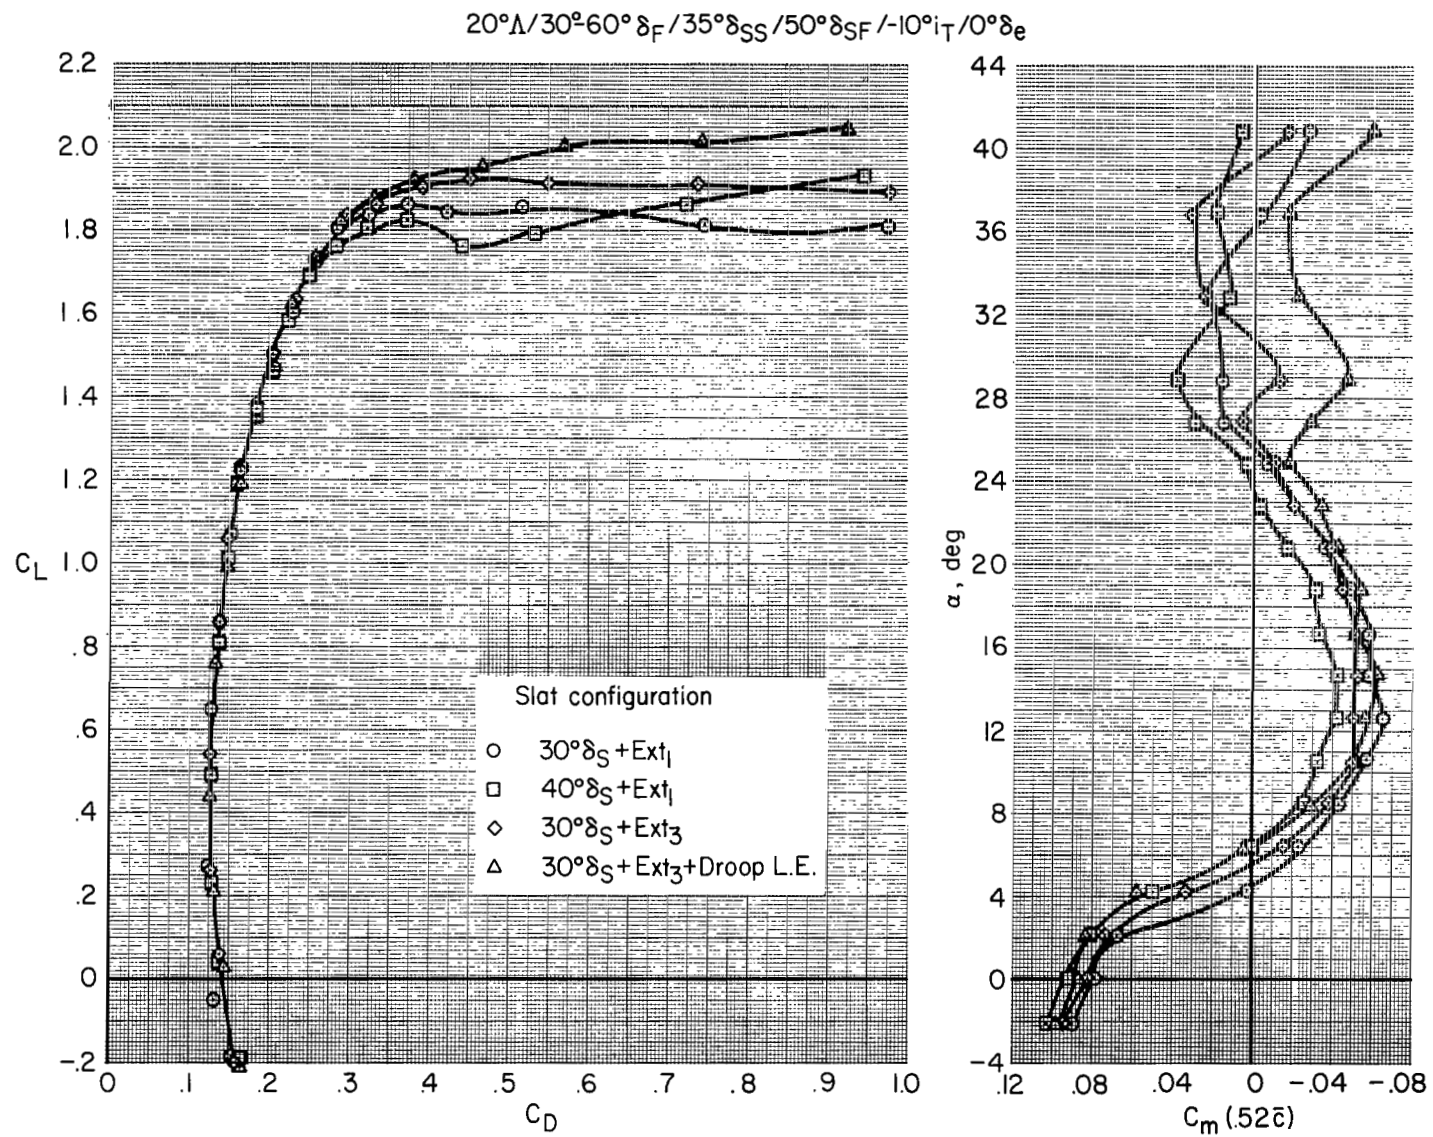 20°Λ/30°-60°δF/35°δSS/50°δSF/-10°iT/0°δe
2.2
2.0
1.8
1.6
1.4
1.2
CL 1.0
.8
.6
.4
.2
0
-.2
0 .1 .2 .3 .4 .5 .6 .7 .8 .9 1.0
CD
Slat configuration
30°δS+Ext1
40°δS+Ext1
30°δS+Ext3
30°δS+Ext3+Droop L.E.
44
40
36
32
28
24
α, deg
20
16
12
8
4
0
-4
.12 .08 .04 0 -.04 -.08
Cm (.52c̄)